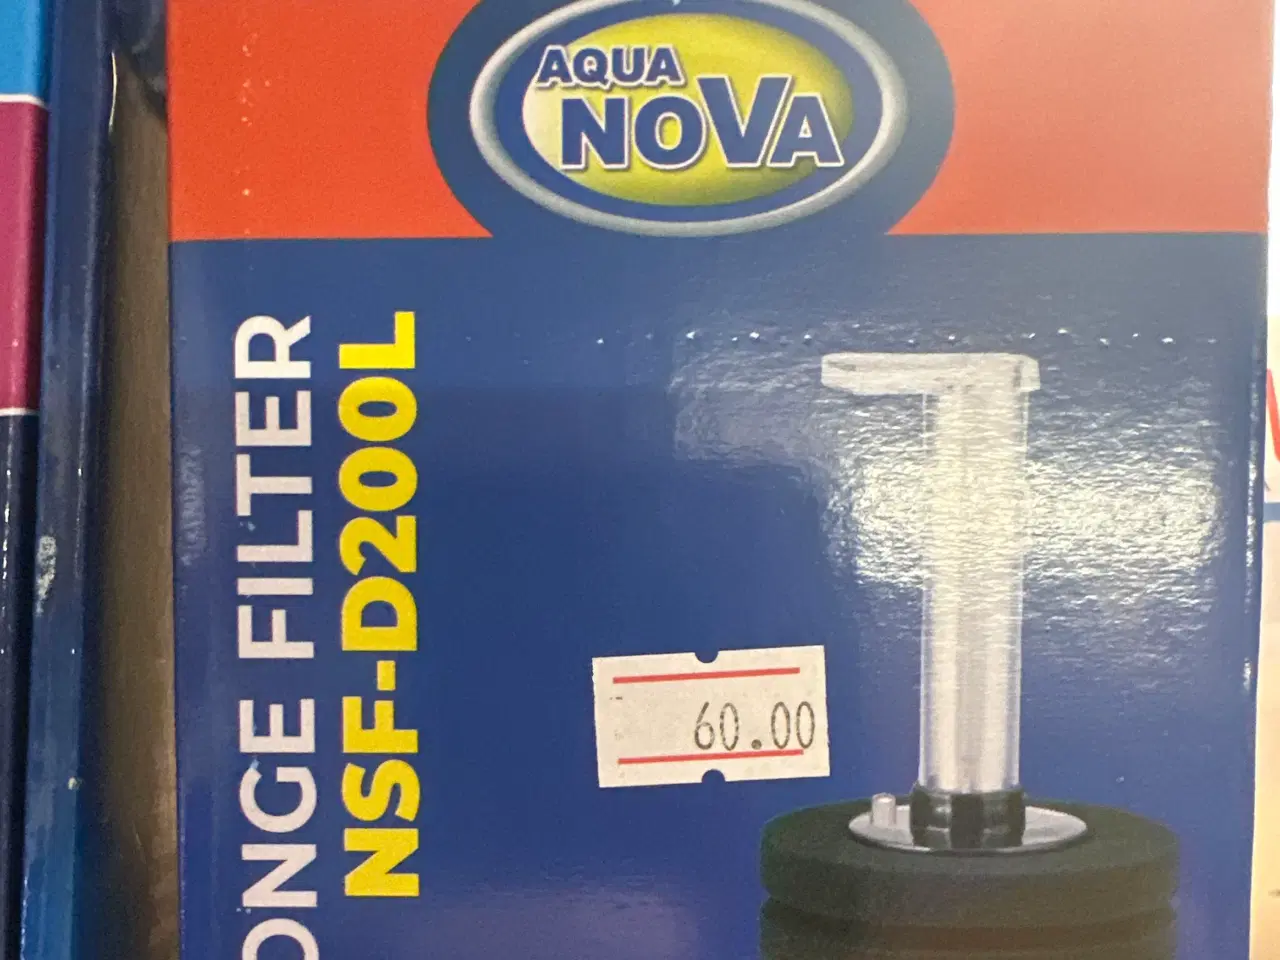 AQUA
NOVA
ONGE FILTER
NSF-D200L
60.00